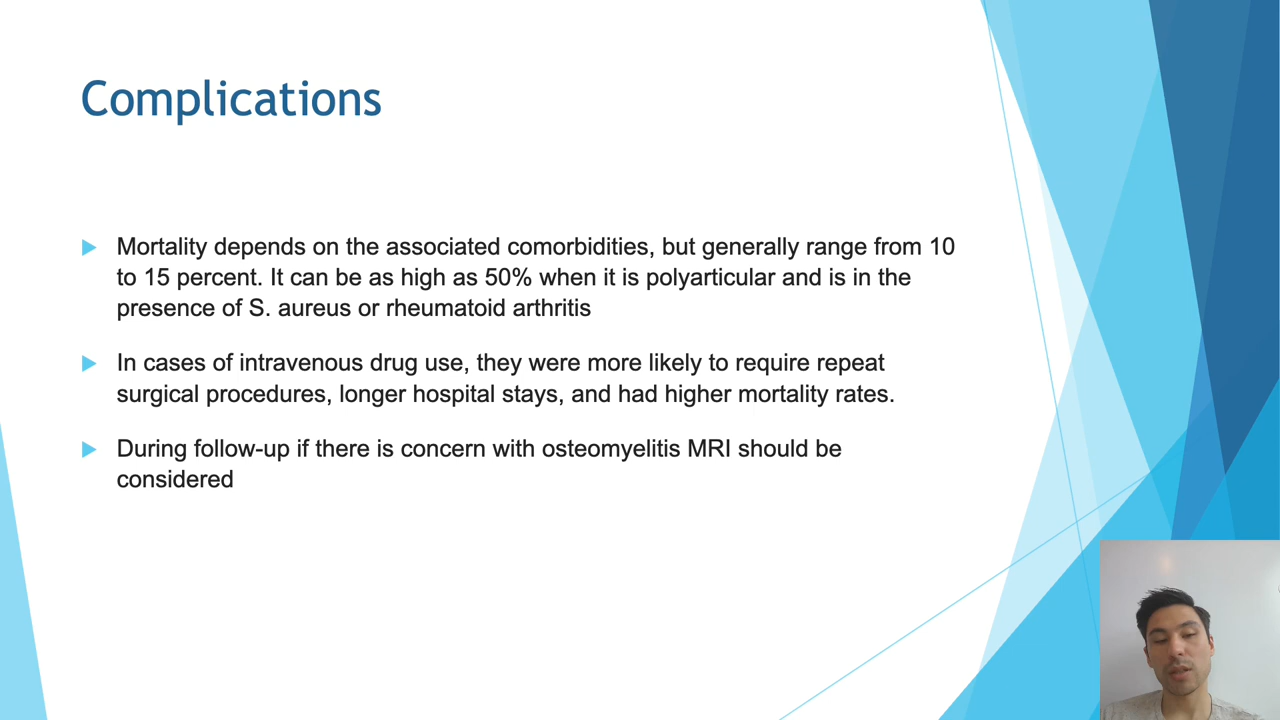 Complications
Mortality depends on the associated comorbidities, but generally range from 10
to 15 percent. It can be as high as 50% when it is polyarticular and is in the
presence of S. aureus or rheumatoid arthritis
In cases of intravenous drug use, they were more likely to require repeat
surgical procedures, longer hospital stays, and had higher mortality rates.
During follow-up if there is concern with osteomyelitis MRI should be
considered